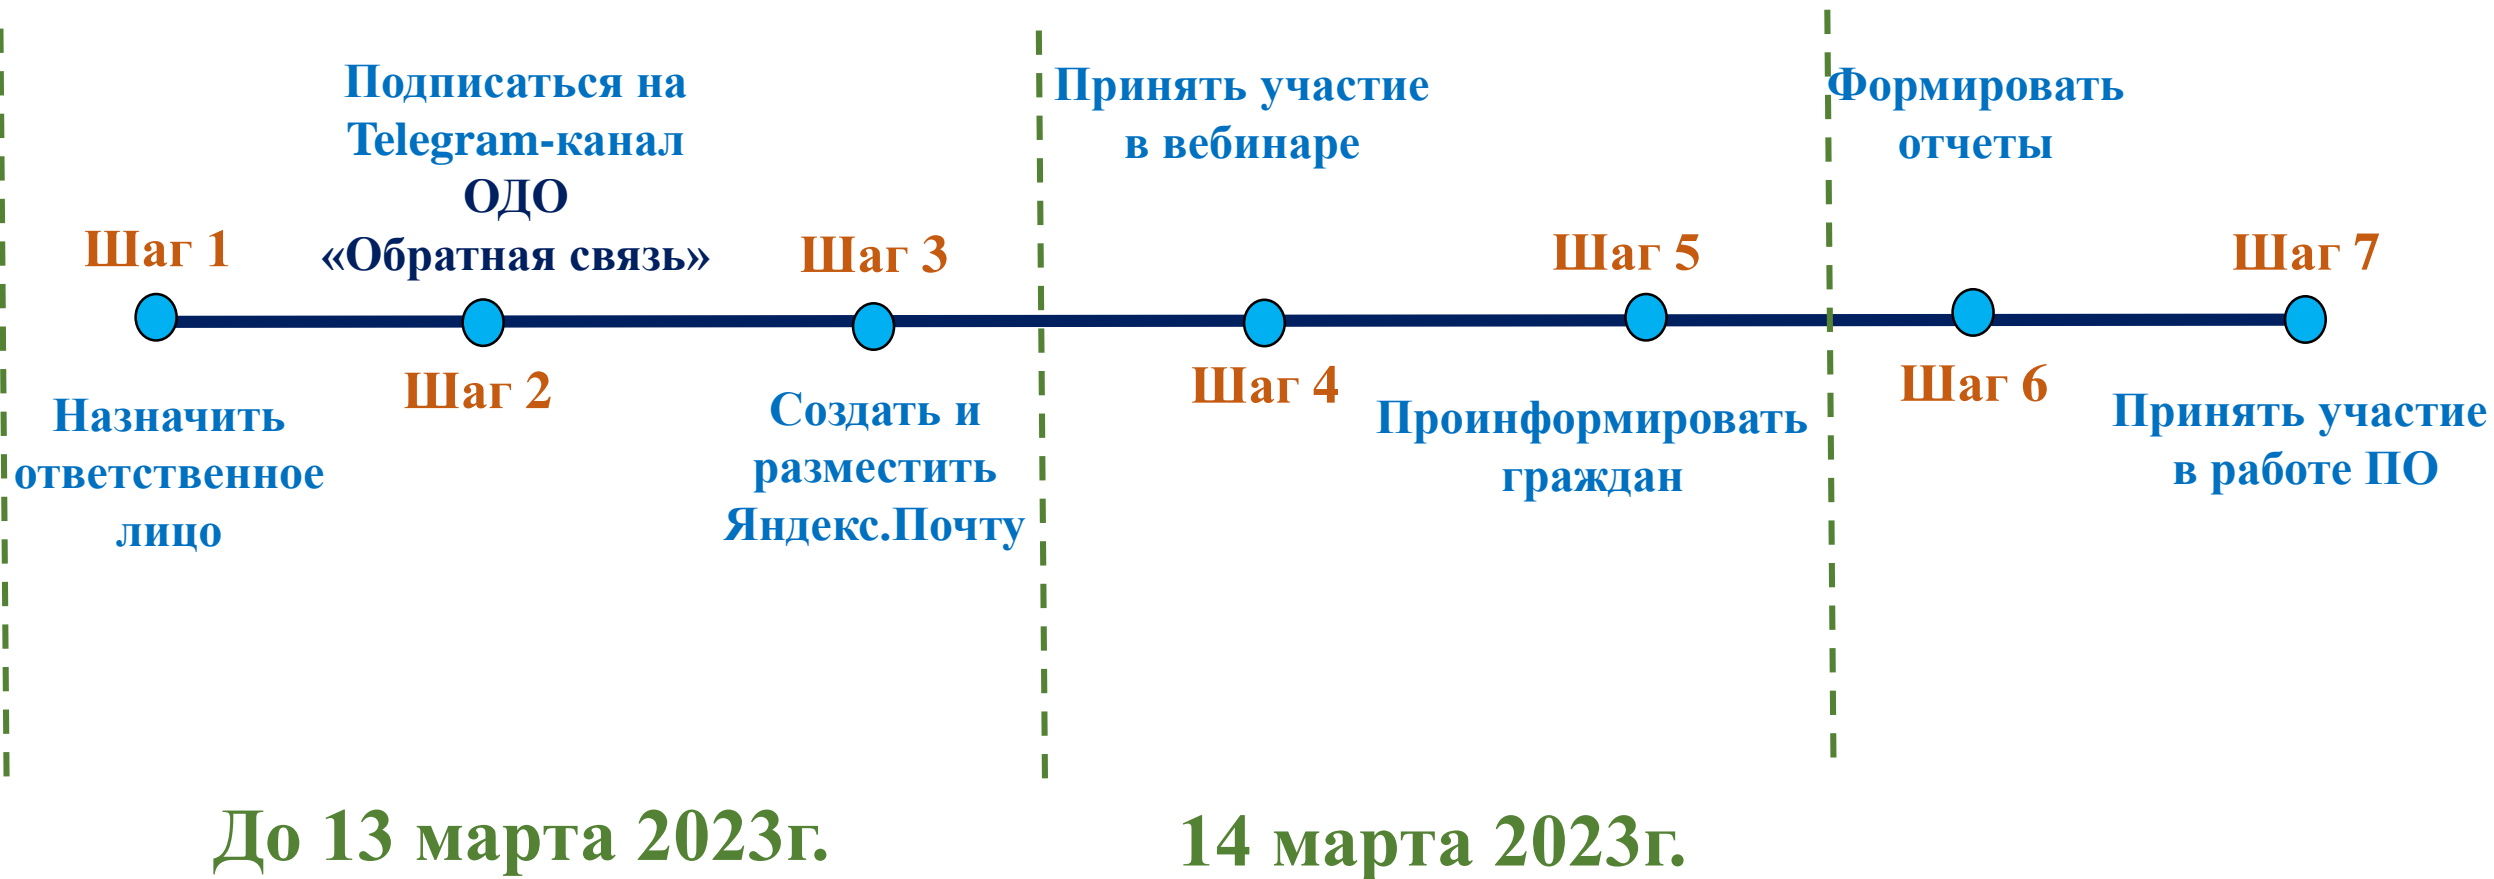 Шаг 1
Назначить
ответственное
лицо
Подписаться на
Telegram-канал
ОДО
«Обратная связь»
Шаг 2
Шаг 3
Создать и
разместить
Яндекс.Почту
Принять участие
в вебинаре
Шаг 4
Шаг 5
Проинформировать
граждан
Формировать
отчеты
Шаг 6
Шаг 7
Принять участие
в работе ПО
До 13 марта 2023г.
14 марта 2023г.